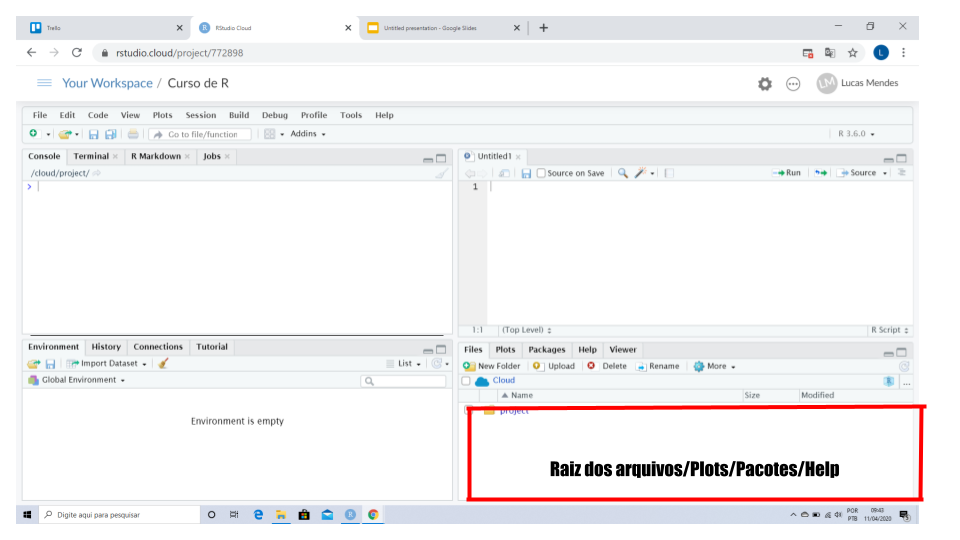 Trello
RStudio Cloud
Untitled presentation - Google Slides
rstudio.cloud/project/772898
L
Your Workspace / Curso de R
LM Lucas Mendes
File Edit Code View Plots Session Build Debug Profile Tools Help
Go to file/function Addins
R 3.6.0
Console Terminal R Markdown Jobs
/cloud/project/
>
Untitled1
Source on Save Run Source
1
1:1 (Top Level) R Script
Environment History Connections Tutorial
Import Dataset List
Global Environment
Environment is empty
Files Plots Packages Help Viewer
New Folder Upload Delete Rename More
Cloud ...
Name Size Modified
project
Raiz dos arquivos/Plots/Pacotes/Help
Digite aqui para pesquisar
POR 09:43
PTB 11/04/2020